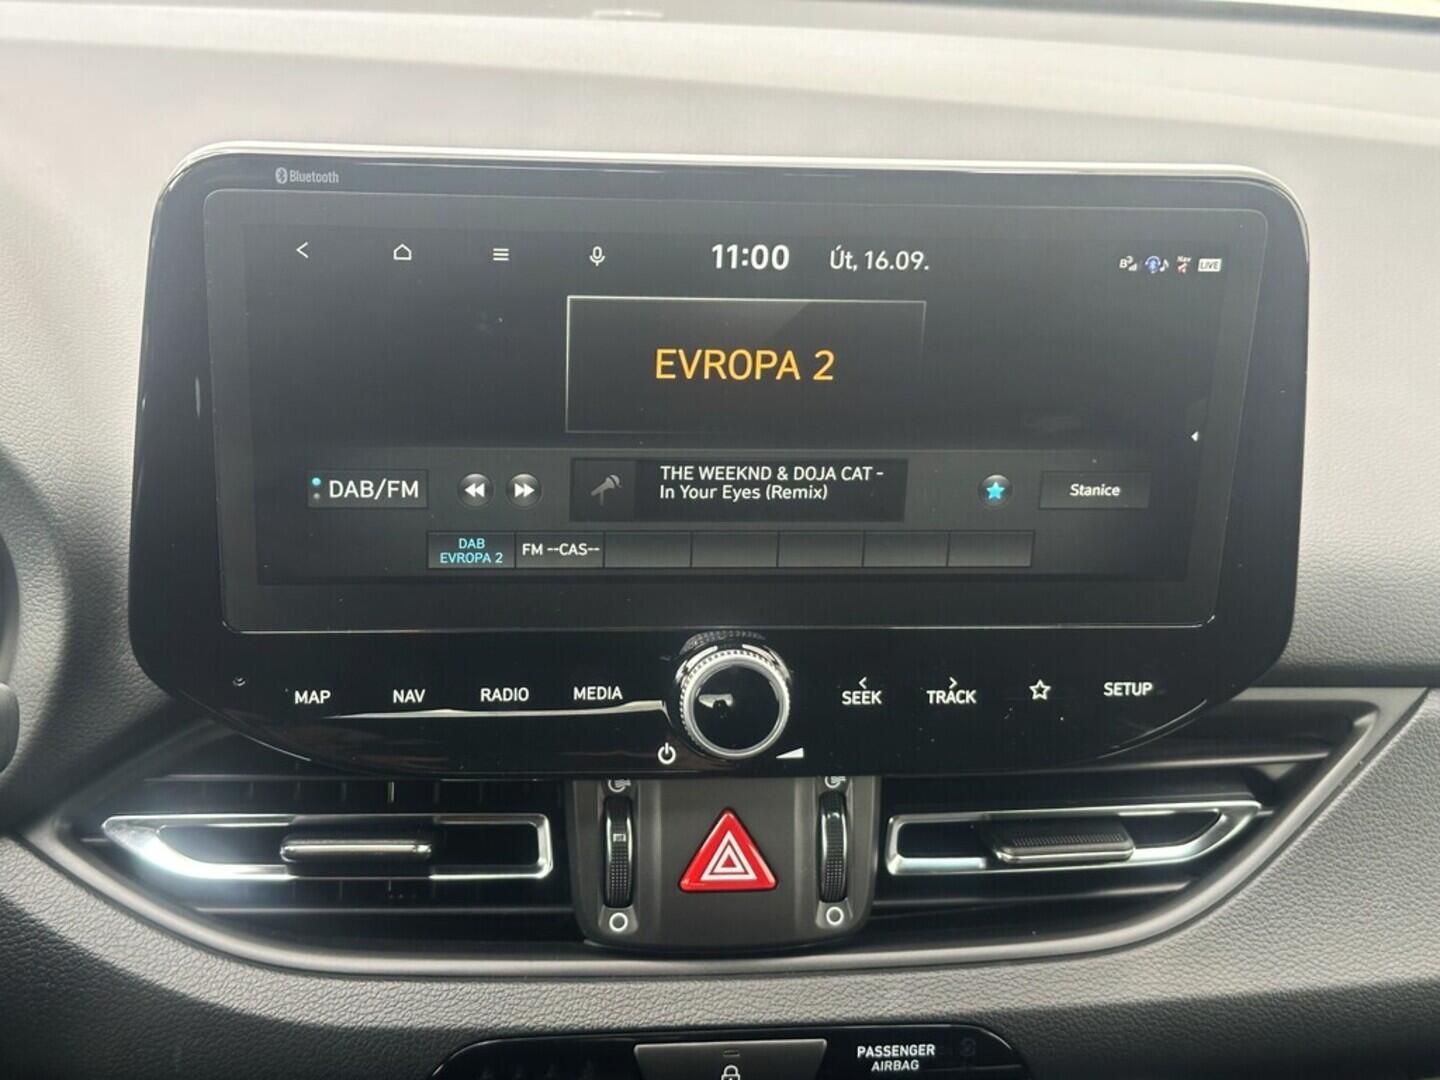 Bluetooth
11:00 Út, 16.09.
LIVE
EVROPA 2
DAB/FM
THE WEEKND & DOJA CAT -
In Your Eyes (Remix)
Stanice
DAB
EVROPA 2
FM --CAS--
MAP NAV RADIO MEDIA SEEK TRACK SETUP
PASSENGER
AIRBAG